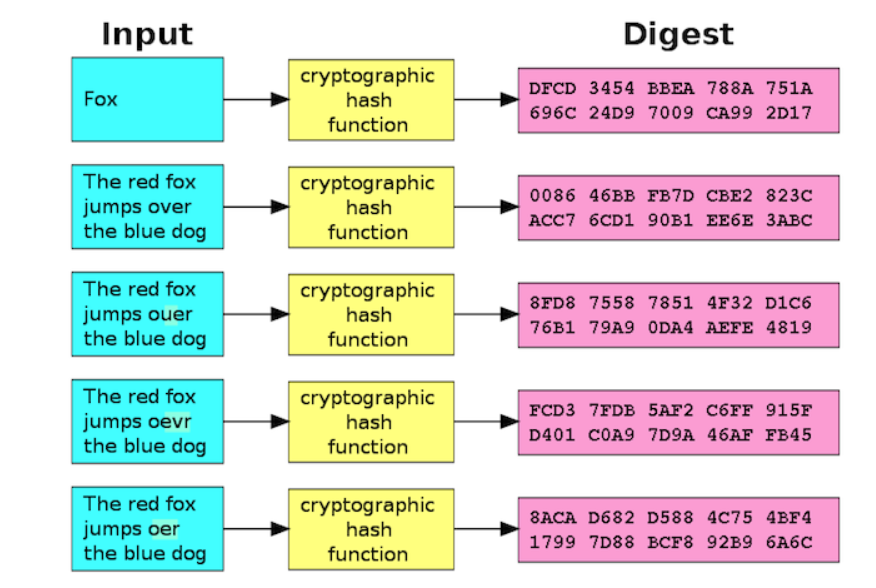 Input
Digest
Fox
cryptographic
hash
function
DFCD 3454 BBEA 788A 751A
696C 24D9 7009 CA99 2D17
The red fox
jumps over
the blue dog
cryptographic
hash
function
0086 46BB FB7D CBE2 823C
ACC7 6CD1 90B1 EE6E 3ABC
The red fox
jumps ouer
the blue dog
cryptographic
hash
function
8FD8 7558 7851 4F32 D1C6
76B1 79A9 0DA4 AEFE 4819
The red fox
jumps oevr
the blue dog
cryptographic
hash
function
FCD3 7FDB 5AF2 C6FF 915F
D401 C0A9 7D9A 46AF FB45
The red fox
jumps oer
the blue dog
cryptographic
hash
function
8ACA D682 D588 4C75 4BF4
1799 7D88 BCF8 92B9 6A6C